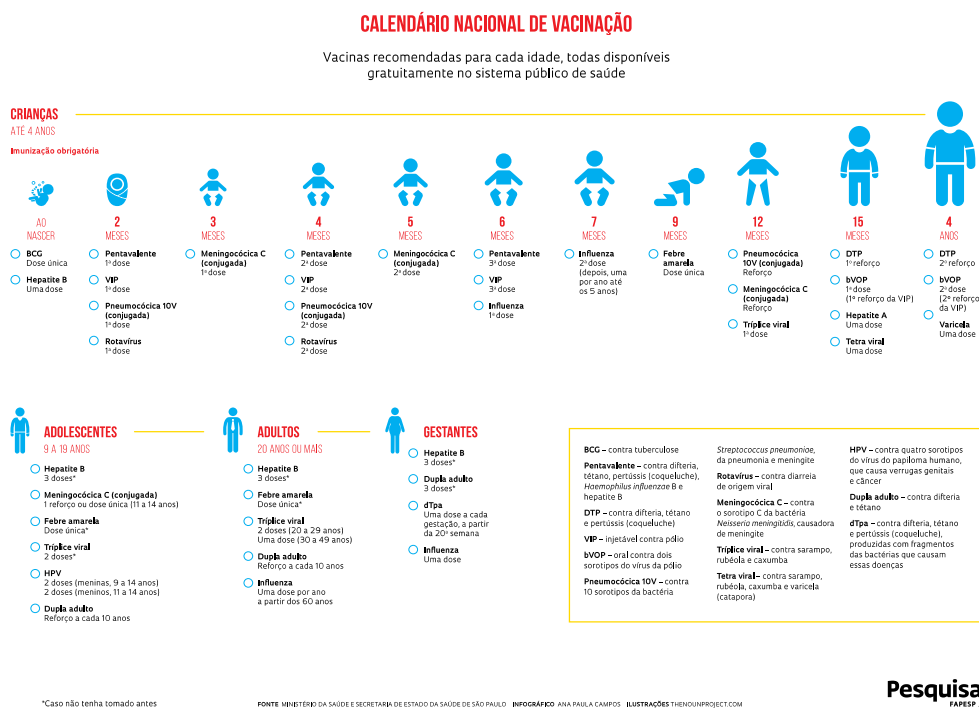 CALENDÁRIO NACIONAL DE VACINAÇÃO
Vacinas recomendadas para cada idade, todas disponíveis
gratuitamente no sistema público de saúde
CRIANÇAS
ATÉ 4 ANOS
Imunização obrigatória
AO
NASCER
BCG
Dose única
Hepatite B
Uma dose
2
MESES
Pentavalente
1ª dose
VIP
1ª dose
Pneumocócica 10V
(conjugada)
1ª dose
Rotavírus
1ª dose
3
MESES
Meningocócica C
(conjugada)
1ª dose
4
MESES
Pentavalente
2ª dose
VIP
2ª dose
Pneumocócica 10V
(conjugada)
2ª dose
Rotavírus
2ª dose
5
MESES
Meningocócica C
(conjugada)
2ª dose
6
MESES
Pentavalente
3ª dose
VIP
3ª dose
Influenza
1ª dose
7
MESES
Influenza
2ª dose
(depois, uma
por ano até
os 5 anos)
9
MESES
Febre
amarela
Dose única
12
MESES
Pneumocócica
10V (conjugada)
Reforço
Meningocócica C
(conjugada)
Reforço
Tríplice viral
1ª dose
15
MESES
DTP
1º reforço
bVOP
1ª dose
(1º reforço da VIP)
Hepatite A
Uma dose
Tetra viral
Uma dose
4
ANOS
DTP
2º reforço
bVOP
2ª dose
(2º reforço
da VIP)
Varicela
Uma dose
ADOLESCENTES
9 A 19 ANOS
Hepatite B
3 doses*
Meningocócica C (conjugada)
1 reforço ou dose única (11 a 14 anos)
Febre amarela
Dose única*
Tríplice viral
2 doses*
HPV
2 doses (meninas, 9 a 14 anos)
2 doses (meninos, 11 a 14 anos)
Dupla adulto
Reforço a cada 10 anos
ADULTOS
20 ANOS OU MAIS
Hepatite B
3 doses*
Febre amarela
Dose única*
Tríplice viral
2 doses (20 a 29 anos)
Uma dose (30 a 49 anos)
Dupla adulto
Reforço a cada 10 anos
Influenza
Uma dose por ano
a partir dos 60 anos
GESTANTES
Hepatite B
3 doses*
Dupla adulto
3 doses*
dTpa
Uma dose a cada
gestação, a partir
da 20ª semana
Influenza
Uma dose
BCG – contra tuberculose
Pentavalente – contra difteria,
tétano, pertússis (coqueluche),
Haemophilus influenzae B e
hepatite B
DTP – contra difteria, tétano
e pertússis (coqueluche)
VIP – injetável contra pólio
bVOP – oral contra dois
sorotipos do vírus da pólio
Pneumocócica 10V – contra
10 sorotipos da bactéria
Streptococcus pneumoniae,
da pneumonia e meningite
Rotavírus – contra diarreia
de origem viral
Meningocócica C – contra
o sorotipo C da bactéria
Neisseria meningitidis, causadora
de meningite
Tríplice viral – contra sarampo,
rubéola e caxumba
Tetra viral – contra sarampo,
rubéola, caxumba e varicela
(catapora)
HPV – contra quatro sorotipos
do vírus do papiloma humano,
que causa verrugas genitais
e câncer
Dupla adulto – contra difteria
e tétano
dTpa – contra difteria, tétano
e pertússis (coqueluche),
produzidas com fragmentos
das bactérias que causam
essas doenças
*Caso não tenha tomado antes
FONTE MINISTÉRIO DA SAÚDE E SECRETARIA DE ESTADO DA SAÚDE DE SÃO PAULO INFOGRÁFICO ANA PAULA CAMPOS ILUSTRAÇÕES THENOUNPROJECT.COM
Pesquisa
FAPESP